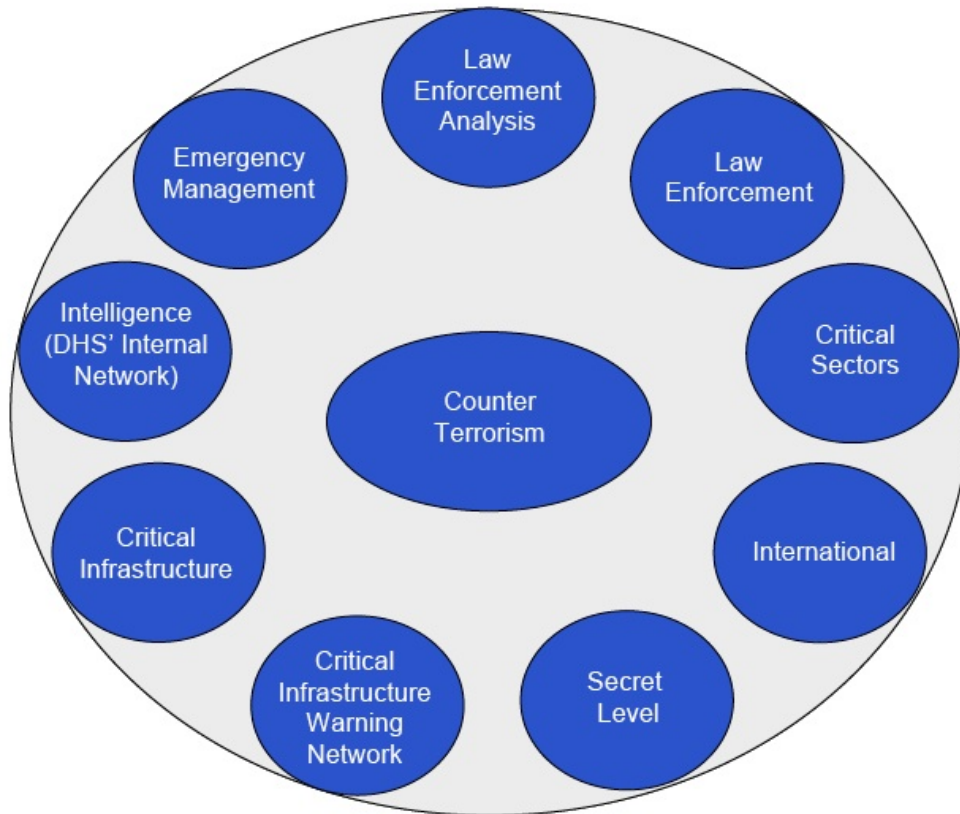 Law
Enforcement
Analysis
Emergency
Management
Law
Enforcement
Intelligence
(DHS’ Internal
Network)
Critical
Sectors
Counter
Terrorism
Critical
Infrastructure
International
Critical
Infrastructure
Warning
Network
Secret
Level